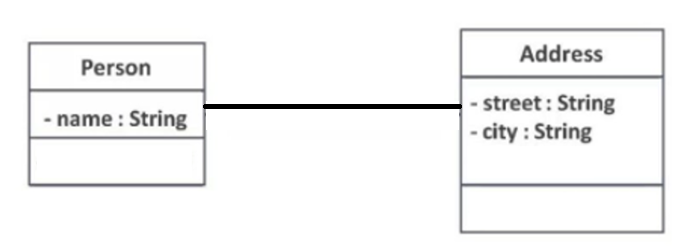 Person
- name : String
Address
- street : String
- city : String